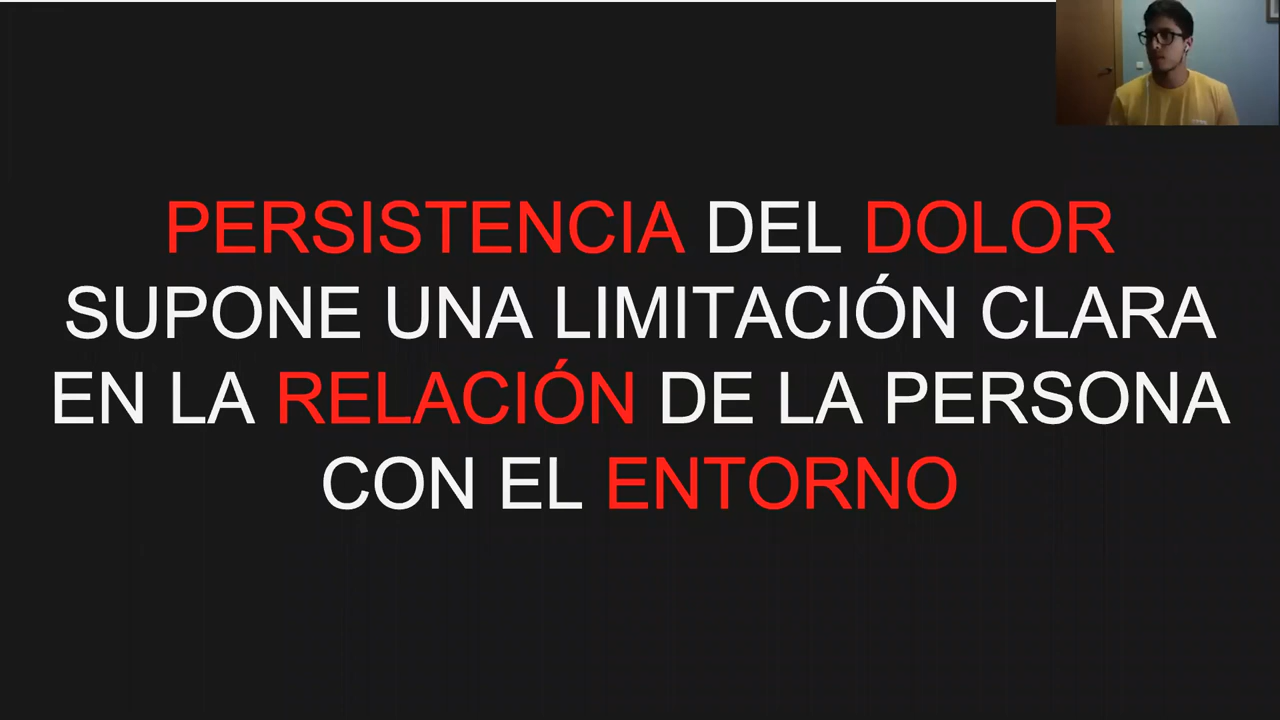 PERSISTENCIA DEL DOLOR
SUPONE UNA LIMITACIÓN CLARA
EN LA RELACIÓN DE LA PERSONA
CON EL ENTORNO